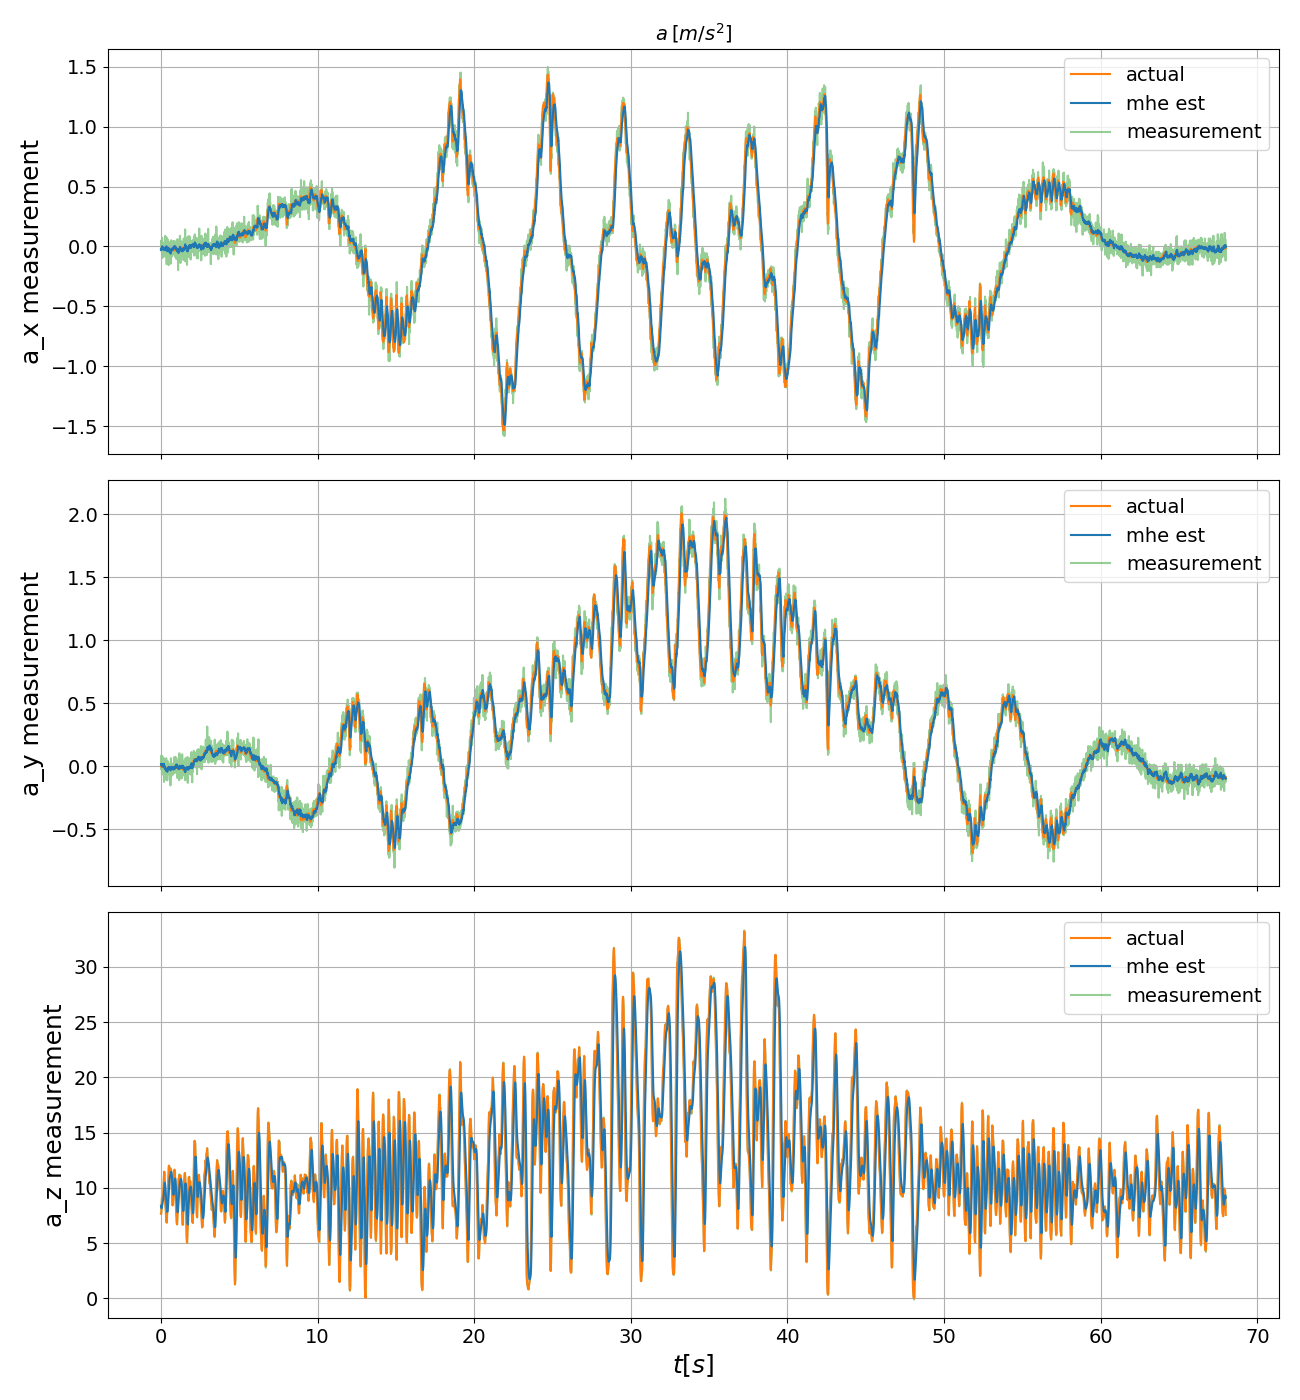 a [m/s²]
1.5
1.0
0.5
0.0
−0.5
−1.0
−1.5
a_x measurement
actual
mhe est
measurement
2.0
1.5
1.0
0.5
0.0
−0.5
a_y measurement
actual
mhe est
measurement
30
25
20
15
10
5
0
a_z measurement
actual
mhe est
measurement
0 10 20 30 40 50 60 70
t[s]